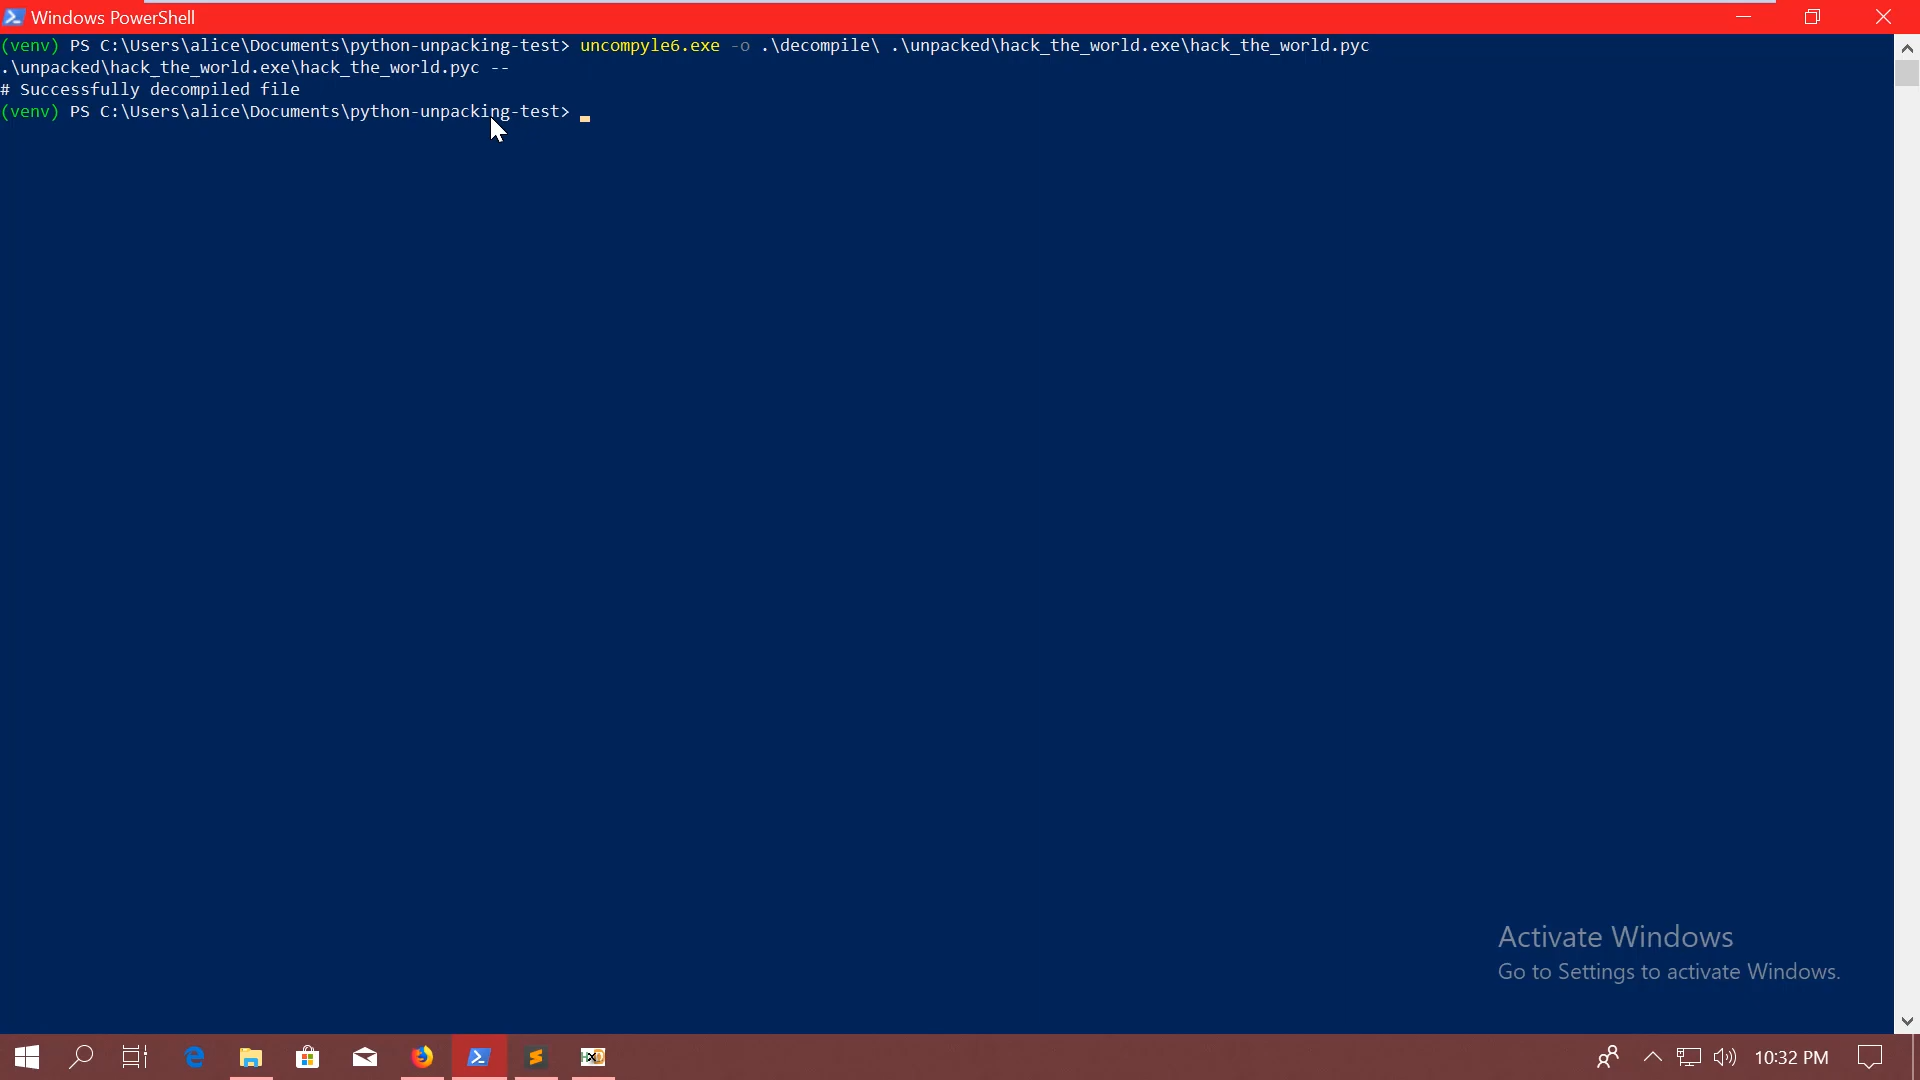 Windows PowerShell
(venv) PS C:\Users\alice\Documents\python-unpacking-test> uncompyle6.exe -o .\decompile\ .\unpacked\hack_the_world.exe\hack_the_world.pyc
.\unpacked\hack_the_world.exe\hack_the_world.pyc --
# Successfully decompiled file
(venv) PS C:\Users\alice\Documents\python-unpacking-test>
Activate Windows
Go to Settings to activate Windows.
10:32 PM